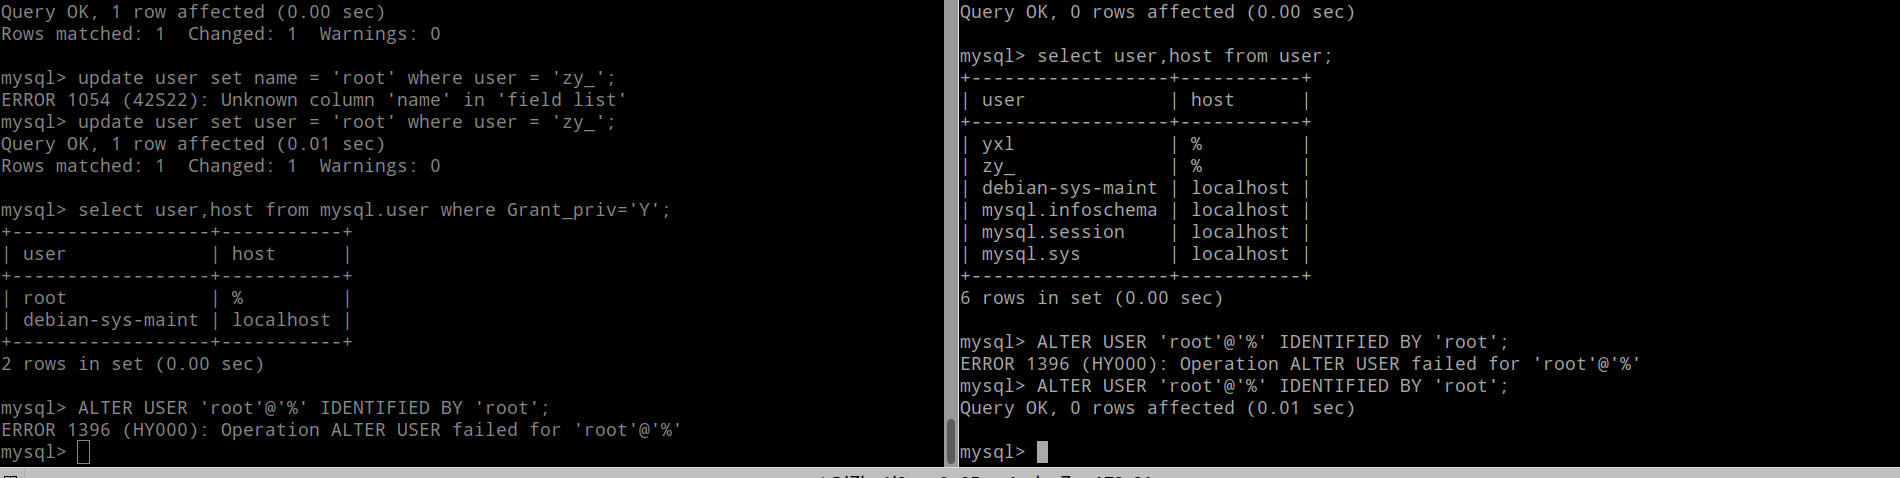 Query OK, 1 row affected (0.00 sec)
Rows matched: 1  Changed: 1  Warnings: 0
mysql> update user set name = 'root' where user = 'zy_';
ERROR 1054 (42S22): Unknown column 'name' in 'field list'
mysql> update user set user = 'root' where user = 'zy_';
Query OK, 1 row affected (0.01 sec)
Rows matched: 1  Changed: 1  Warnings: 0
mysql> select user,host from mysql.user where Grant_priv='Y';
+------------------+-----------+
| user             | host      |
+------------------+-----------+
| root             | %         |
| debian-sys-maint | localhost |
+------------------+-----------+
2 rows in set (0.00 sec)
mysql> ALTER USER 'root'@'%' IDENTIFIED BY 'root';
ERROR 1396 (HY000): Operation ALTER USER failed for 'root'@'%'
mysql>
Query OK, 0 rows affected (0.00 sec)
mysql> select user,host from user;
+------------------+-----------+
| user             | host      |
+------------------+-----------+
| yxl              | %         |
| zy_              | %         |
| debian-sys-maint | localhost |
| mysql.infoschema | localhost |
| mysql.session    | localhost |
| mysql.sys        | localhost |
+------------------+-----------+
6 rows in set (0.00 sec)
mysql> ALTER USER 'root'@'%' IDENTIFIED BY 'root';
ERROR 1396 (HY000): Operation ALTER USER failed for 'root'@'%'
mysql> ALTER USER 'root'@'%' IDENTIFIED BY 'root';
Query OK, 0 rows affected (0.01 sec)
mysql>